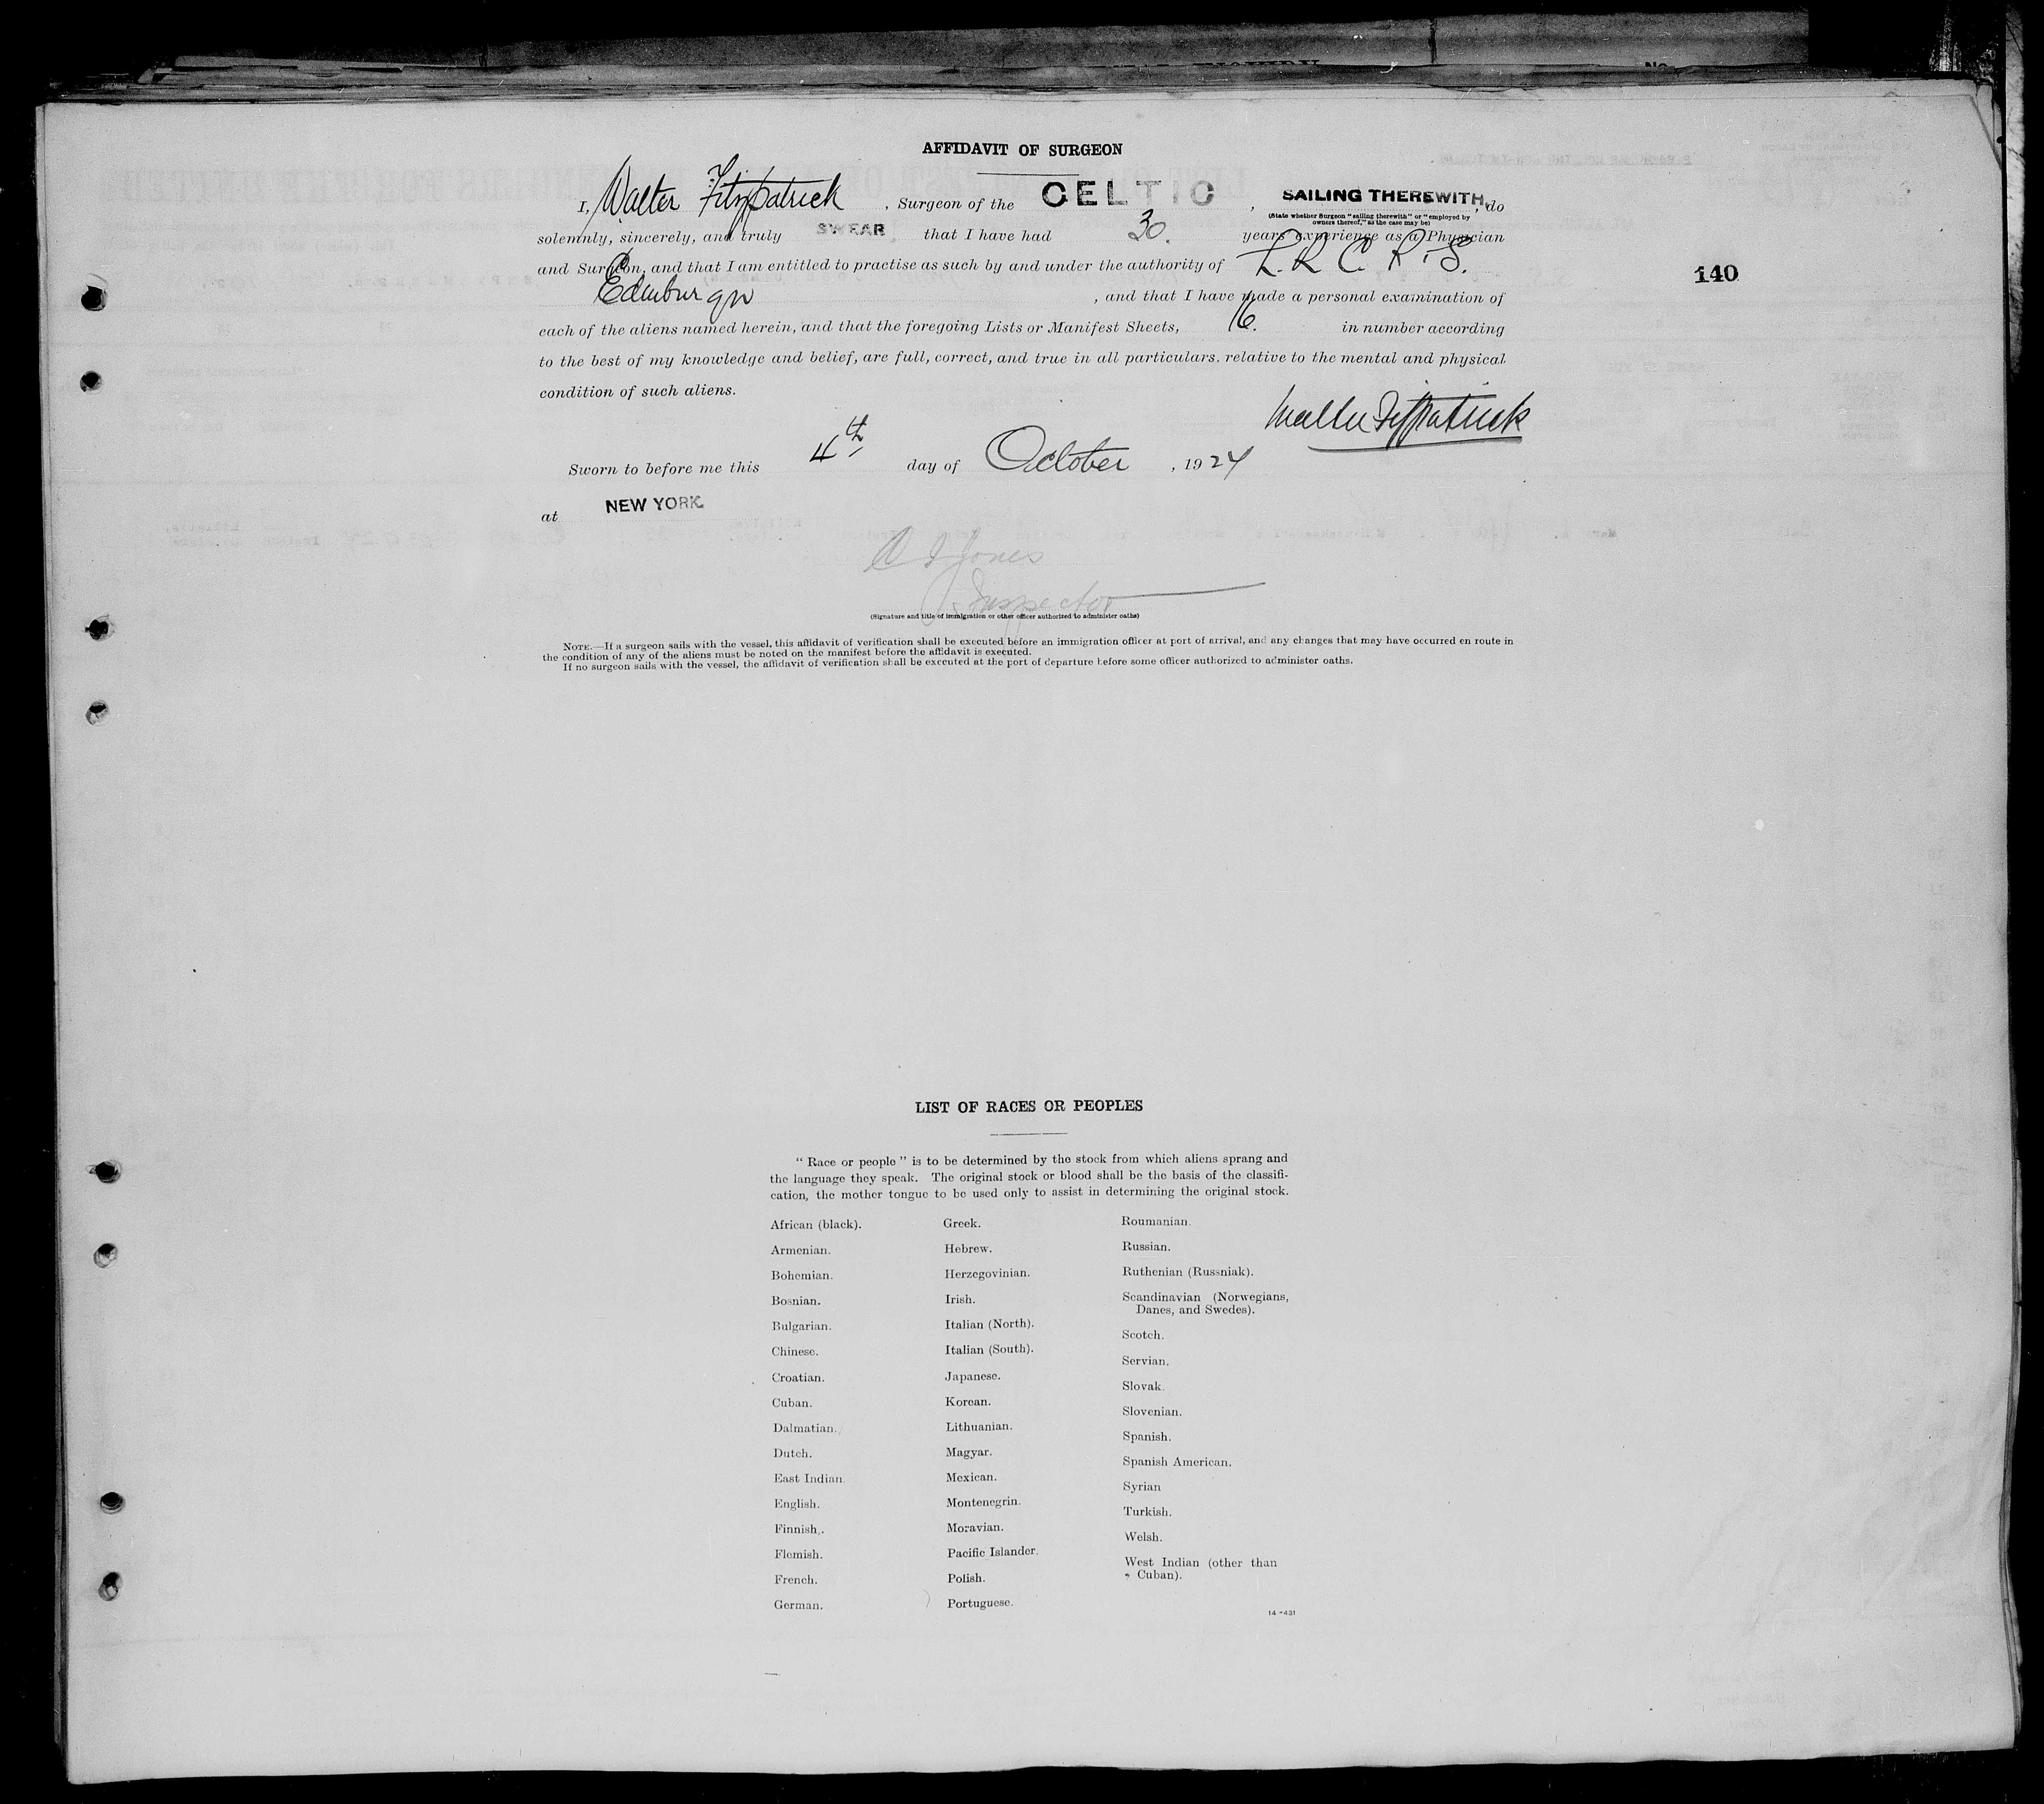 AFFIDAVIT OF SURGEON
I, Walter Fitzpatrick, Surgeon of the CELTIC, SAILING THEREWITH, do
(State whether Surgeon "sailing therewith" or "employed by
owners thereof," as the case may be)
solemnly, sincerely, and truly SWEAR that I have had 30. years' experience as a Physician
and Surgeon, and that I am entitled to practise as such by and under the authority of L. R. C. P. & S.
140
Edinburgh, and that I have made a personal examination of
each of the aliens named herein, and that the foregoing Lists or Manifest Sheets, 16. in number according
to the best of my knowledge and belief, are full, correct, and true in all particulars. relative to the mental and physical
condition of such aliens.
Walter Fitzpatrick
Sworn to before me this 4th day of October, 1924
at NEW YORK.
Jones
Inspector
(Signature and title of immigration or other officer authorized to administer oaths)
NOTE.—If a surgeon sails with the vessel, this affidavit of verification shall be executed before an immigration officer at port of arrival, and any changes that may have occurred en route in
the condition of any of the aliens must be noted on the manifest before the affidavit is executed.
If no surgeon sails with the vessel, the affidavit of verification shall be executed at the port of departure before some officer authorized to administer oaths.
LIST OF RACES OR PEOPLES
"Race or people" is to be determined by the stock from which aliens sprang and
the language they speak. The original stock or blood shall be the basis of the classifi-
cation, the mother tongue to be used only to assist in determining the original stock.
African (black).
Armenian.
Bohemian.
Bosnian.
Bulgarian.
Chinese.
Croatian.
Cuban.
Dalmatian.
Dutch.
East Indian.
English.
Finnish.
Flemish.
French.
German.
Greek.
Hebrew.
Herzegovinian.
Irish.
Italian (North).
Italian (South).
Japanese.
Korean.
Lithuanian.
Magyar.
Mexican.
Montenegrin.
Moravian.
Pacific Islander.
Polish.
Portuguese.
Roumanian.
Russian.
Ruthenian (Russniak).
Scandinavian (Norwegians,
Danes, and Swedes).
Scotch.
Servian.
Slovak.
Slovenian.
Spanish.
Spanish American.
Syrian
Turkish.
Welsh.
West Indian (other than
Cuban).
14-431